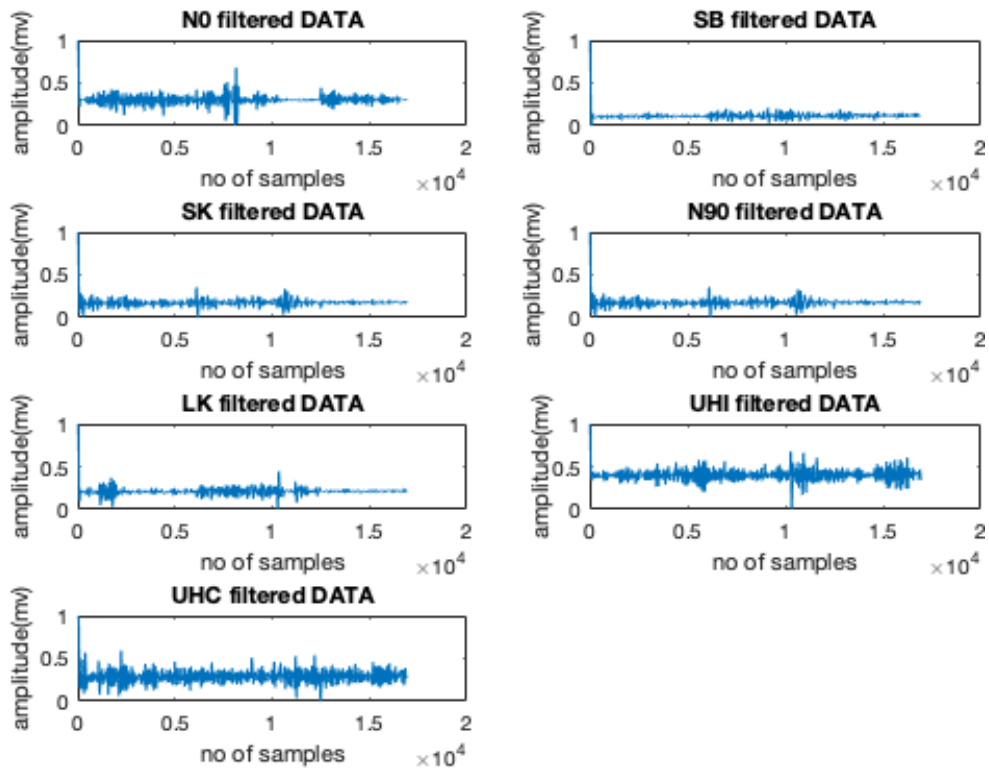 N0 filtered DATA
amplitude(mv)
1
0.5
0
0 0.5 1 1.5 2
no of samples ×10^4
SB filtered DATA
amplitude(mv)
1
0.5
0
0 0.5 1 1.5 2
no of samples ×10^4
SK filtered DATA
amplitude(mv)
1
0.5
0
0 0.5 1 1.5 2
no of samples ×10^4
N90 filtered DATA
amplitude(mv)
1
0.5
0
0 0.5 1 1.5 2
no of samples ×10^4
LK filtered DATA
amplitude(mv)
1
0.5
0
0 0.5 1 1.5 2
no of samples ×10^4
UHI filtered DATA
amplitude(mv)
1
0.5
0
0 0.5 1 1.5 2
no of samples ×10^4
UHC filtered DATA
amplitude(mv)
1
0.5
0
0 0.5 1 1.5 2
no of samples ×10^4